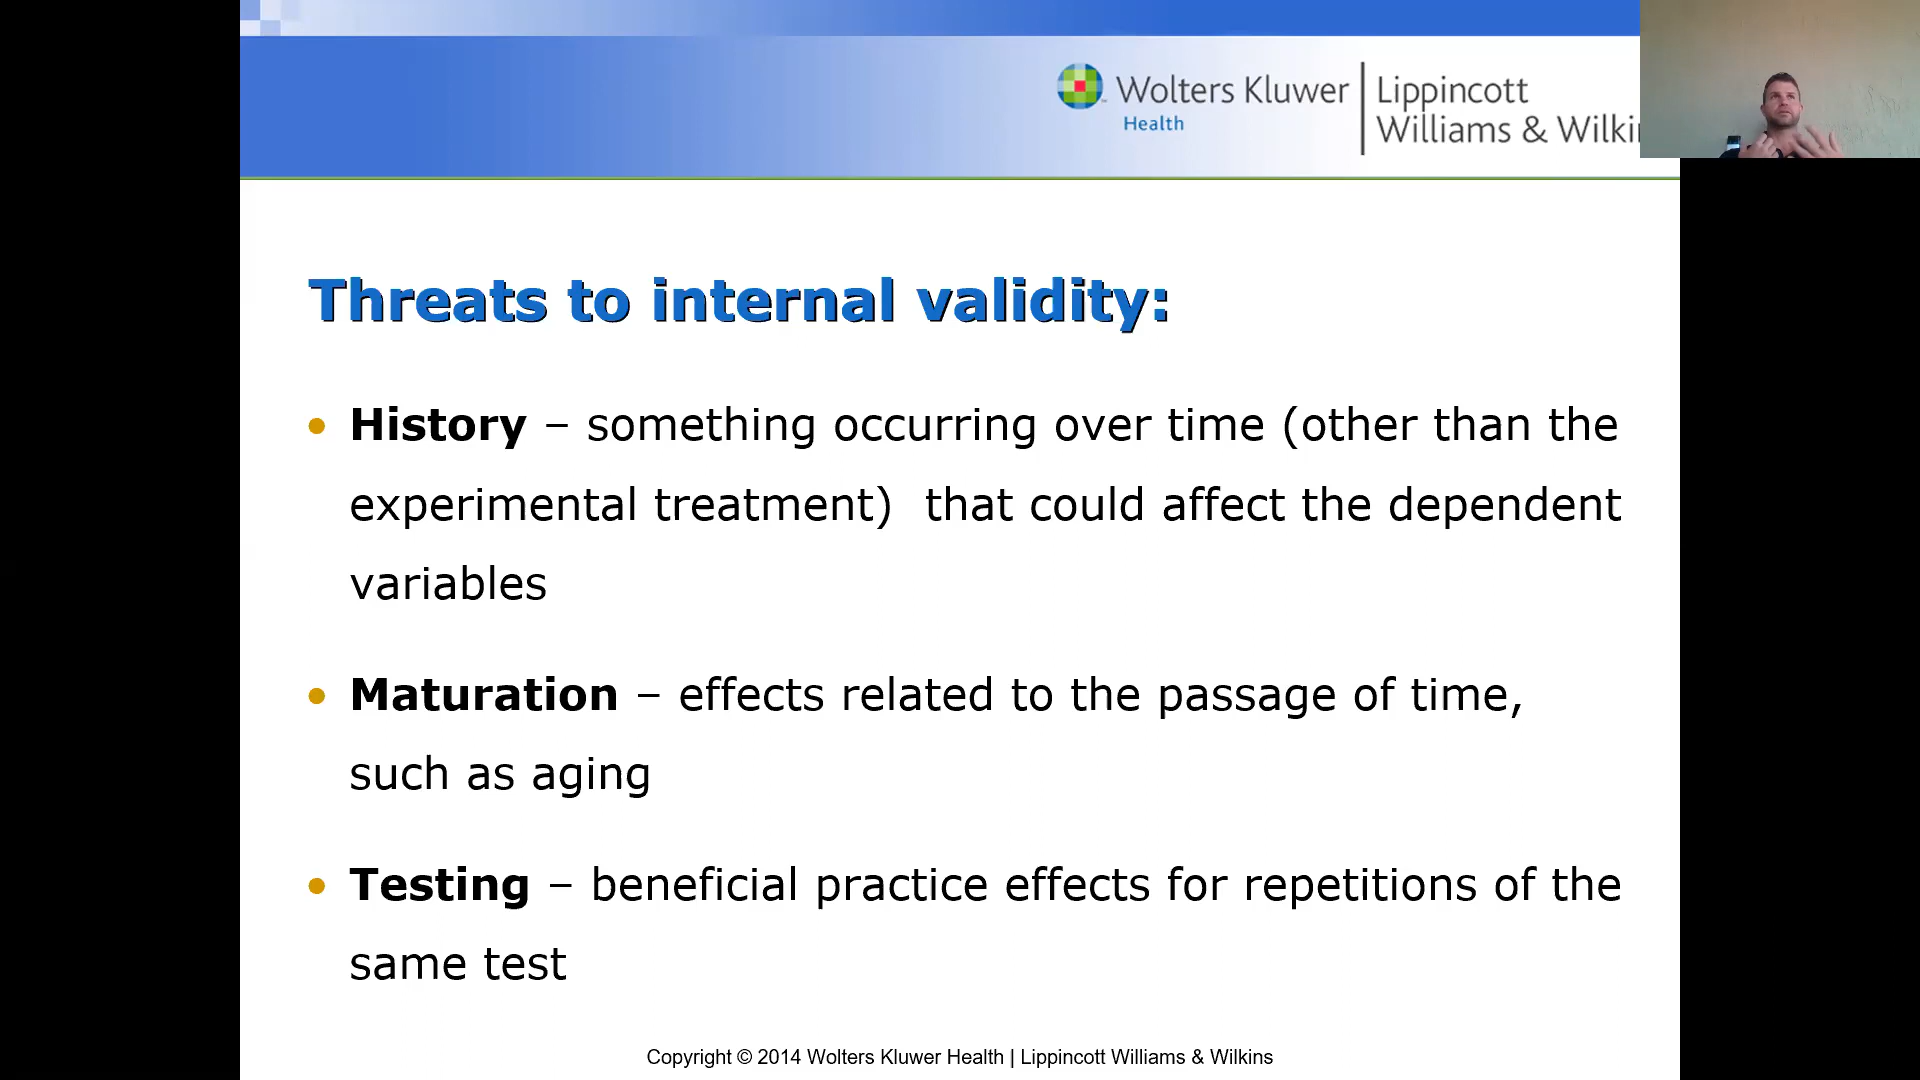 Wolters Kluwer
Health
Lippincott
Williams & Wilki
Threats to internal validity:
• History – something occurring over time (other than the
experimental treatment)  that could affect the dependent
variables
• Maturation – effects related to the passage of time,
such as aging
• Testing – beneficial practice effects for repetitions of the
same test
Copyright © 2014 Wolters Kluwer Health | Lippincott Williams & Wilkins